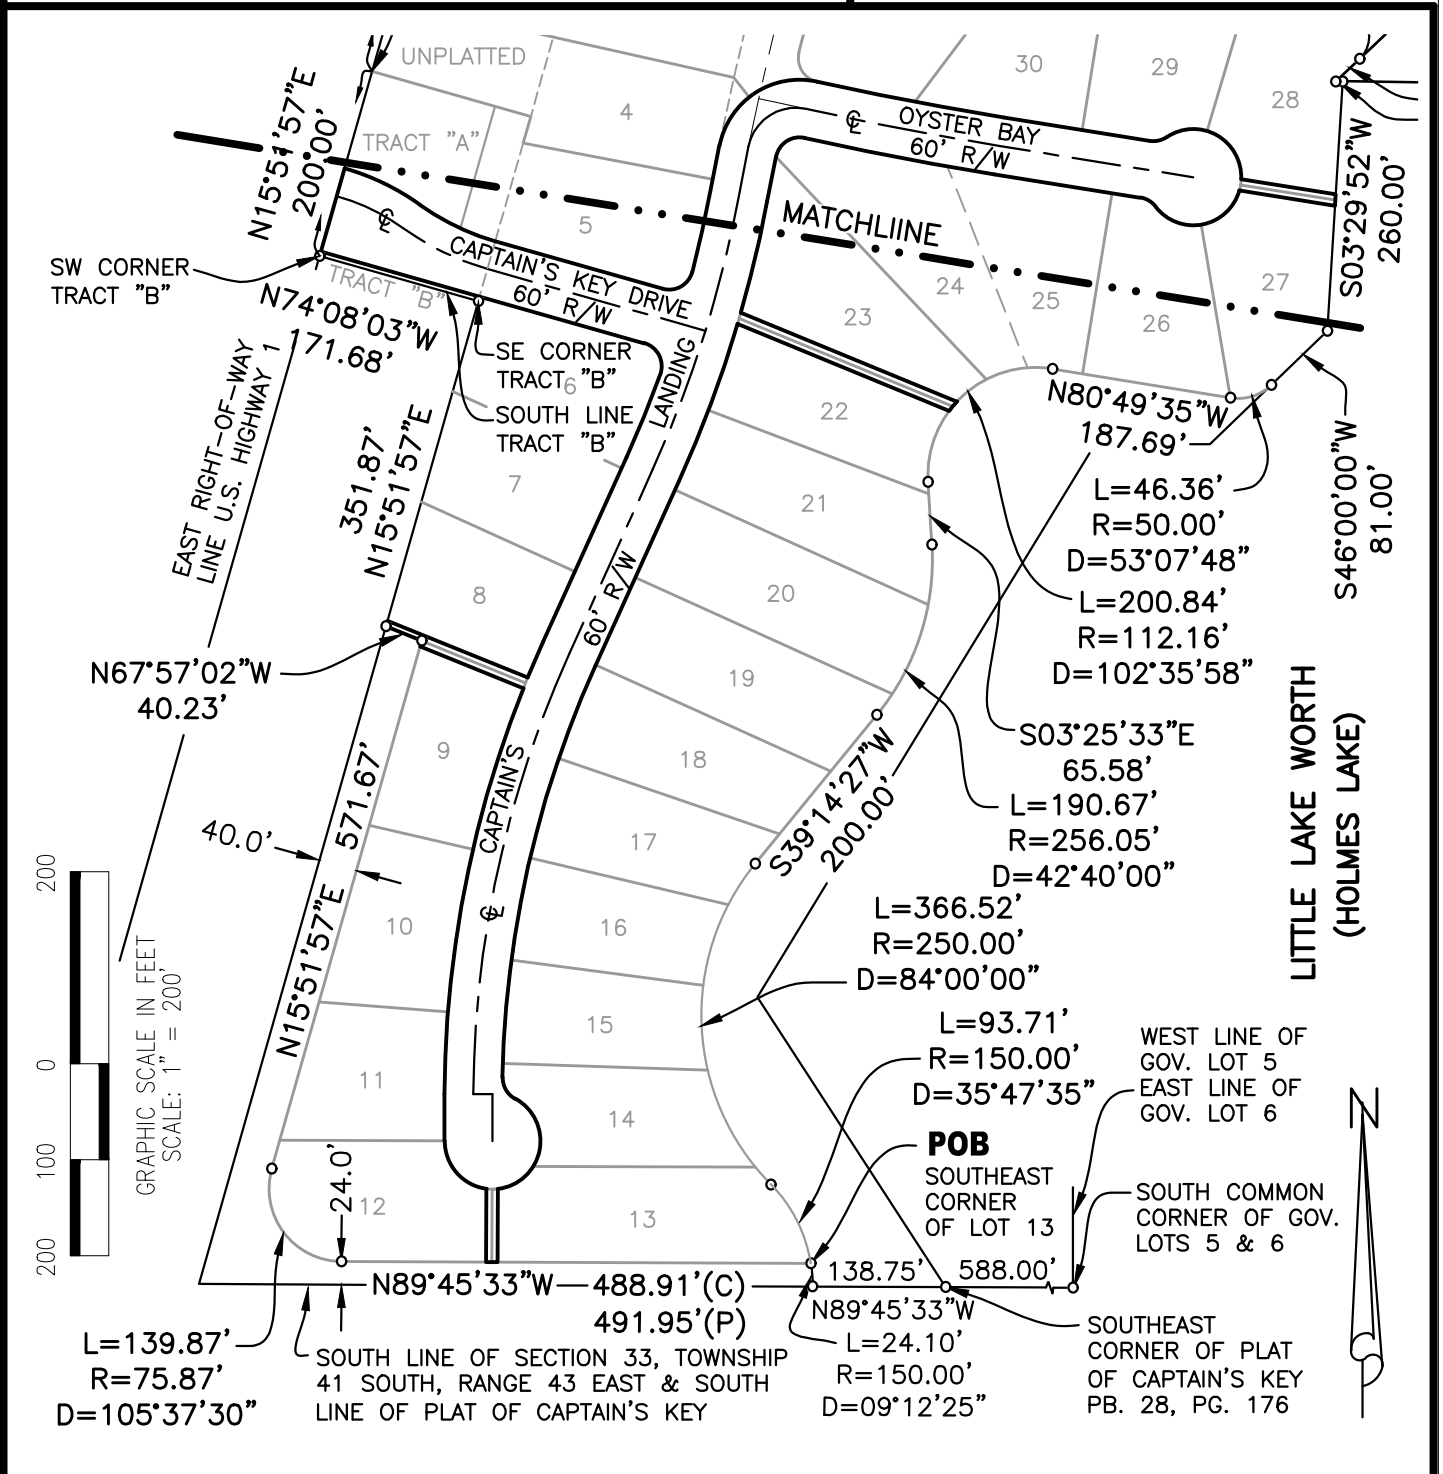 UNPLATTED
TRACT "A"
4
30
29
28
OYSTER BAY
60' R/W
℄
N15°51'57"E
200.00'
S03°29'52"W
260.00'
MATCHLIINE
5
℄
CAPTAIN'S KEY DRIVE
60' R/W
SW CORNER
TRACT "B"
TRACT "B"
N74°08'03"W
171.68'
23
24
25
26
27
SE CORNER
TRACT "B"
6
SOUTH LINE
TRACT "B"
LANDING
EAST RIGHT-OF-WAY
LINE U.S. HIGHWAY 1
351.87'
N15°51'57"E
7
22
N80°49'35"W
187.69'
S46°00'00"W
81.00'
L=46.36'
R=50.00'
D=53°07'48"
21
8
20
60' R/W
L=200.84'
R=112.16'
D=102°35'58"
N67°57'02"W
40.23'
19
LITTLE LAKE WORTH
(HOLMES LAKE)
9
18
S03°25'33"E
65.58'
S39°14'27"W
200.00'
L=190.67'
R=256.05'
D=42°40'00"
CAPTAIN'S
℄
40.0'
N15°51'57"E 571.67'
17
10
16
L=366.52'
R=250.00'
D=84°00'00"
200
0
100
200
GRAPHIC SCALE IN FEET
SCALE: 1" = 200'
15
L=93.71'
R=150.00'
D=35°47'35"
WEST LINE OF
GOV. LOT 5
EAST LINE OF
GOV. LOT 6
11
14
N
POB
SOUTHEAST
CORNER
OF LOT 13
SOUTH COMMON
CORNER OF GOV.
LOTS 5 & 6
24.0'
12
13
N89°45'33"W
488.91'(C)
491.95'(P)
138.75'
588.00'
N89°45'33"W
L=24.10'
R=150.00'
D=09°12'25"
SOUTHEAST
CORNER OF PLAT
OF CAPTAIN'S KEY
PB. 28, PG. 176
L=139.87'
R=75.87'
D=105°37'30"
SOUTH LINE OF SECTION 33, TOWNSHIP
41 SOUTH, RANGE 43 EAST & SOUTH
LINE OF PLAT OF CAPTAIN'S KEY